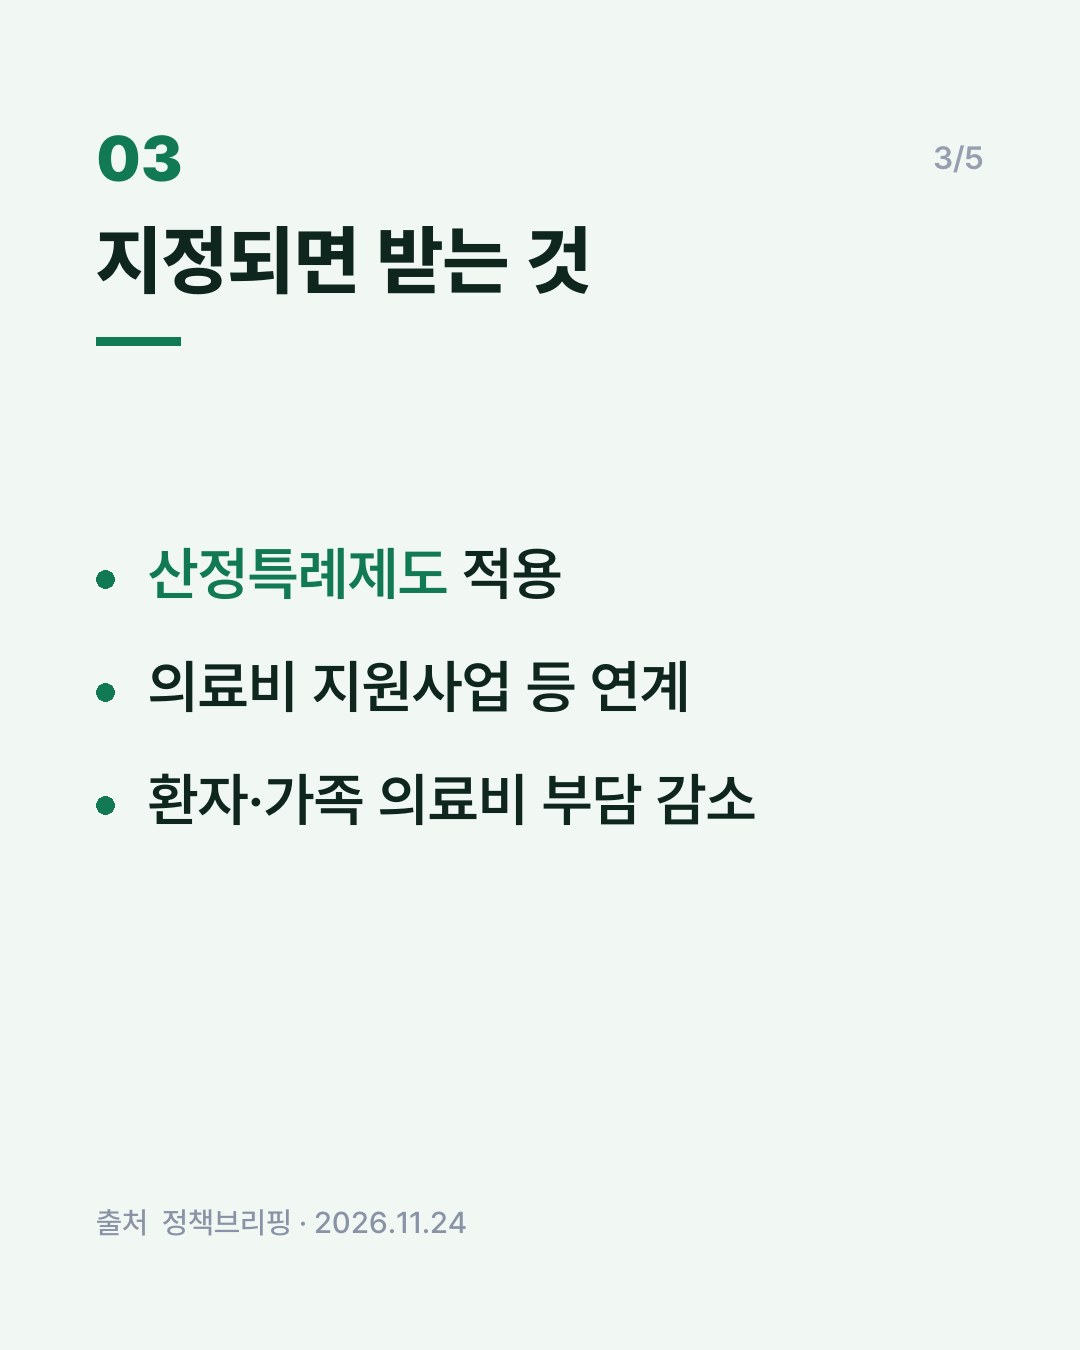 03
3/5
지정되면 받는 것
산정특례제도 적용
의료비 지원사업 등 연계
환자·가족 의료비 부담 감소
출처 정책브리핑 · 2026.11.24